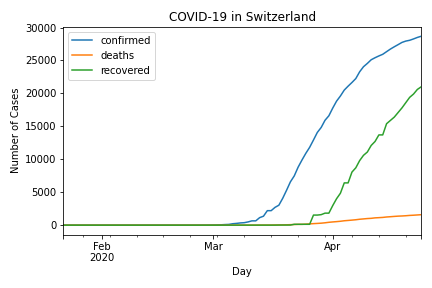 COVID-19 in Switzerland
confirmed
deaths
recovered
Number of Cases
30000
25000
20000
15000
10000
5000
0
Feb
2020
Mar
Apr
Day